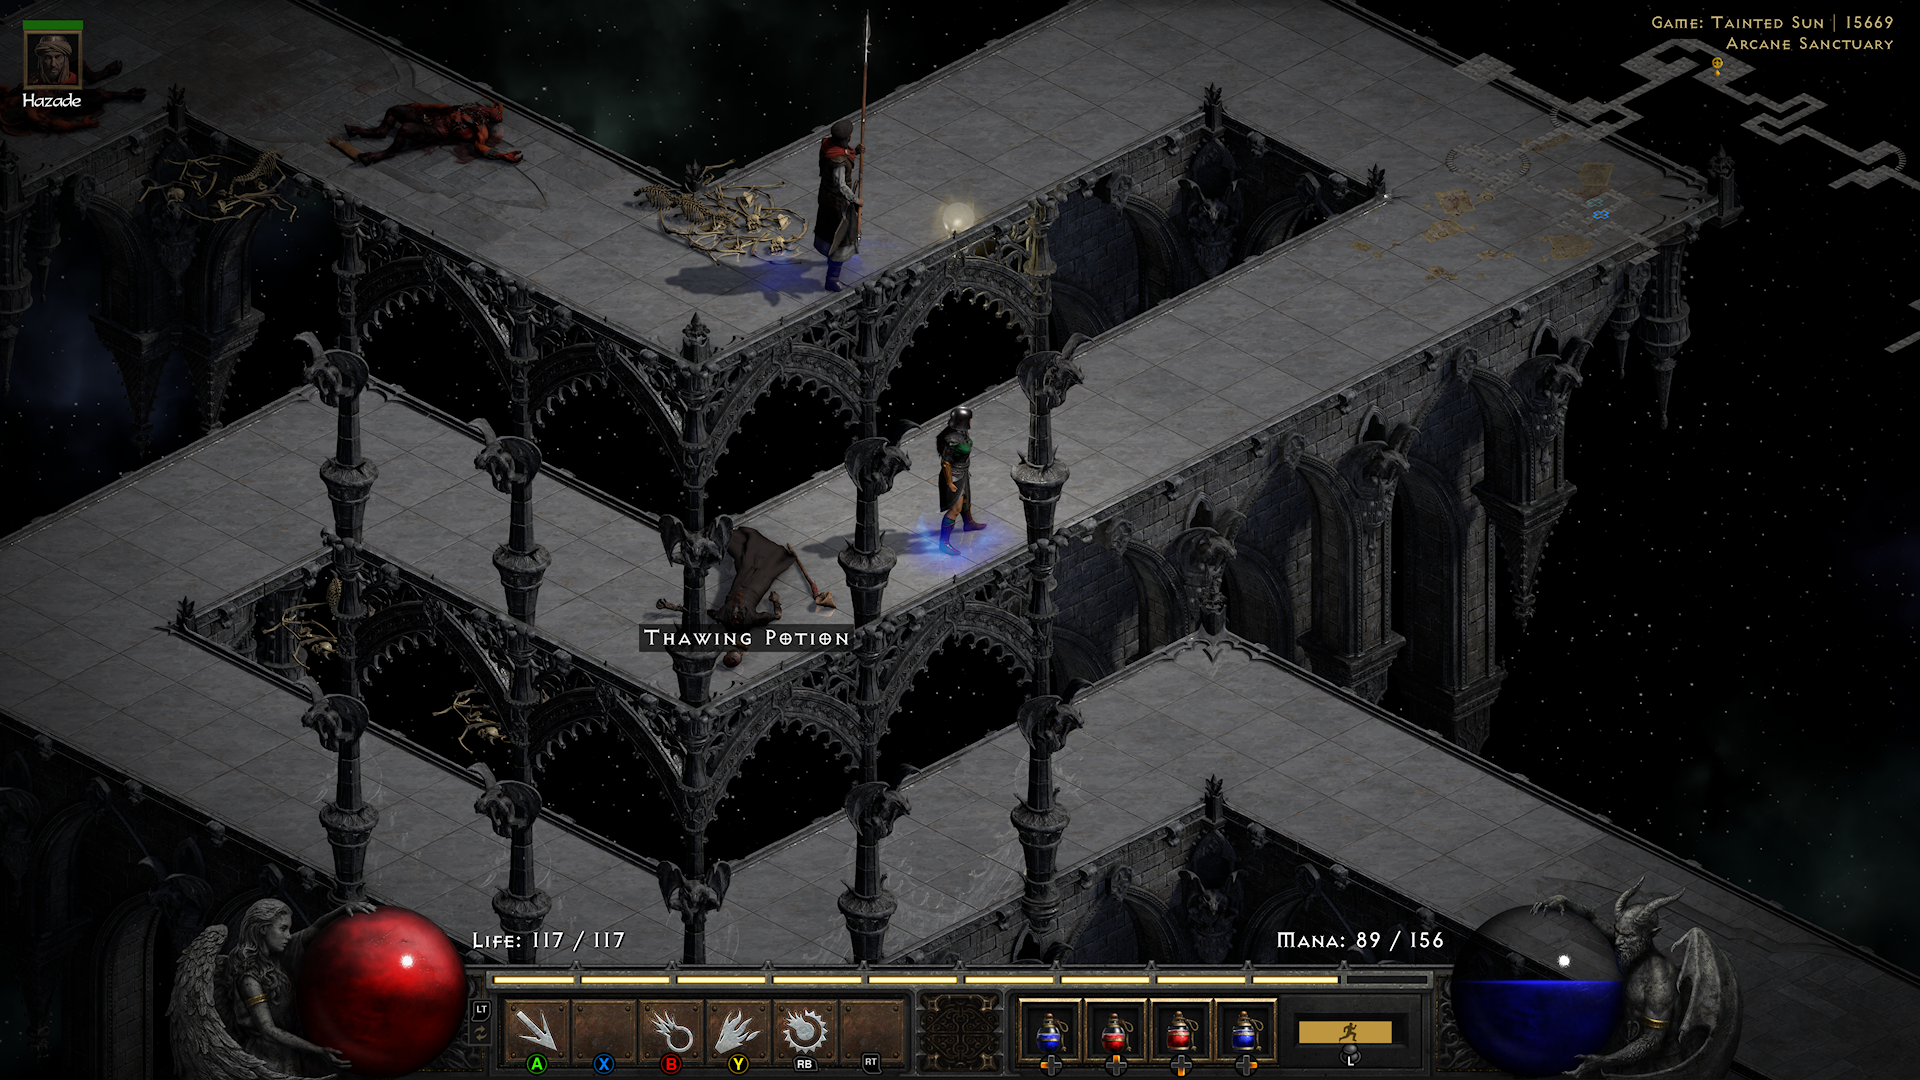 Game: Tainted Sun | 15669
Arcane Sanctuary
Hazade
Thawing Potion
Life: 117 / 117
Mana: 89 / 156
LT
A
X
B
Y
RB
RT
L